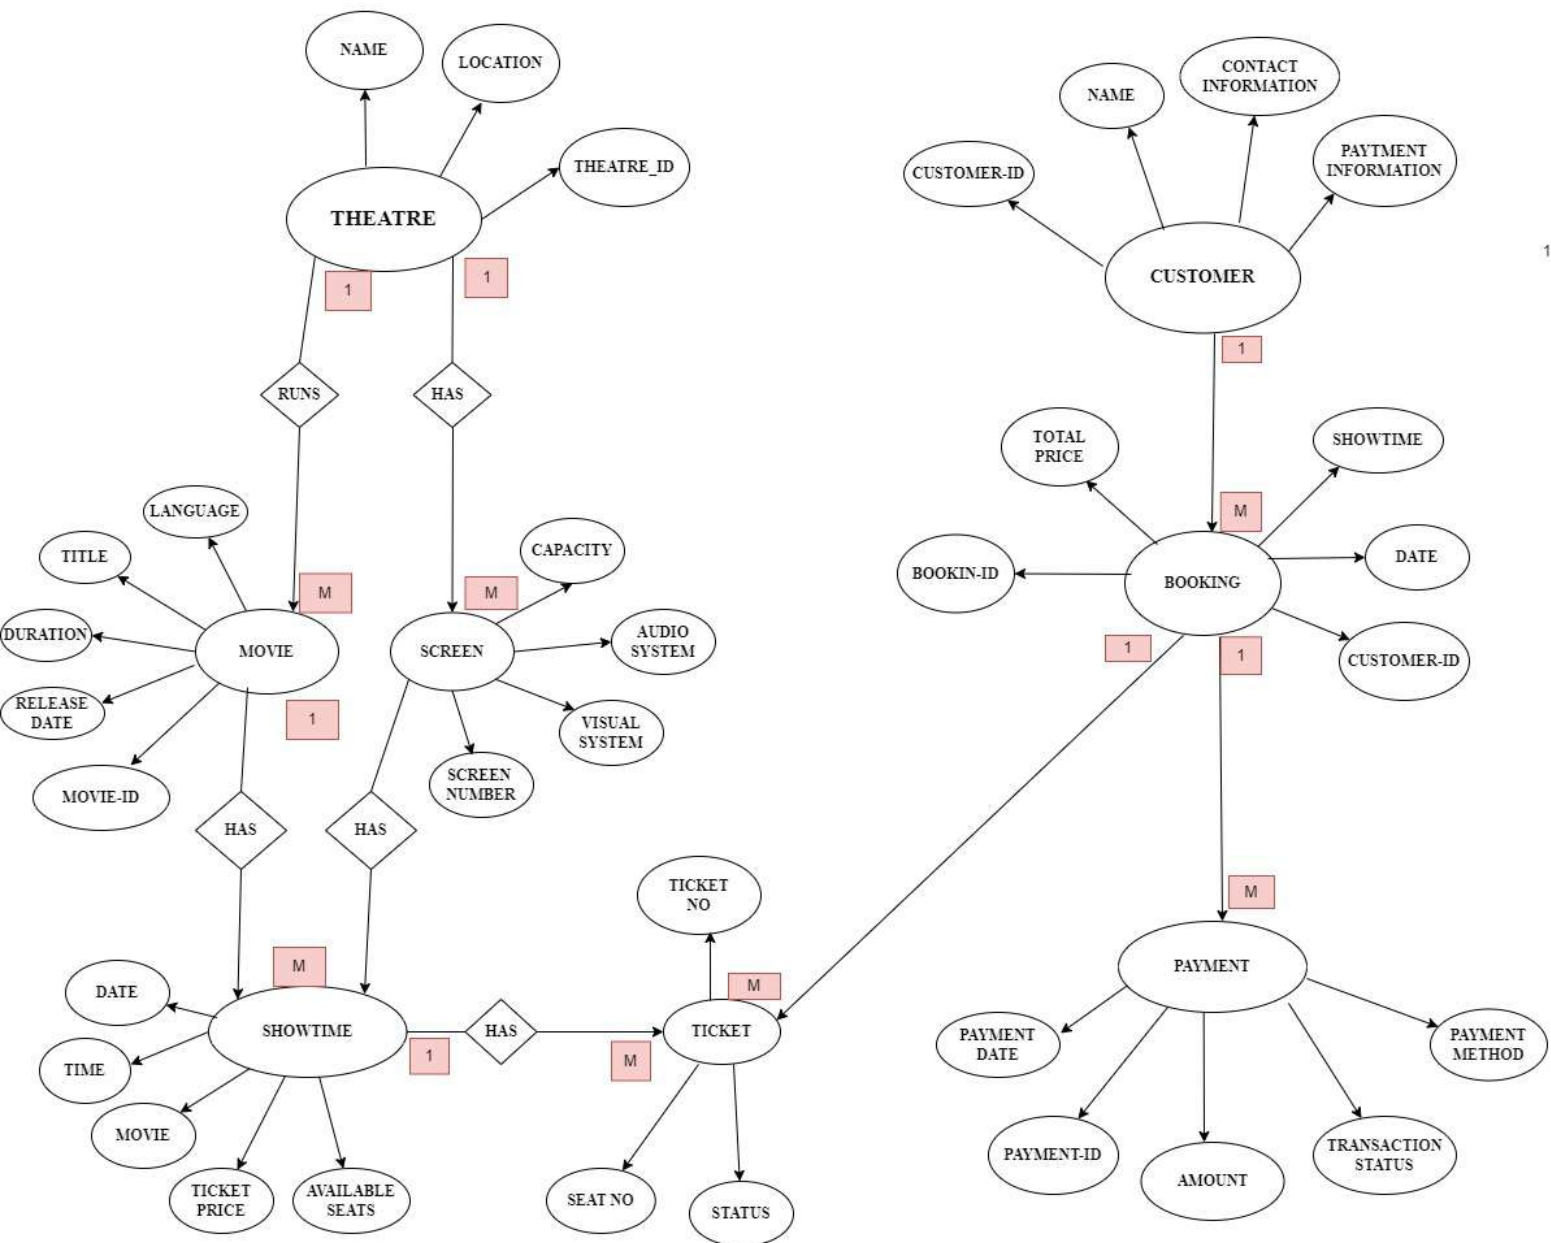 NAME
LOCATION
THEATRE_ID
THEATRE
1
1
RUNS
HAS
LANGUAGE
TITLE
DURATION
RELEASE
DATE
MOVIE-ID
M
MOVIE
1
M
SCREEN
CAPACITY
AUDIO
SYSTEM
VISUAL
SYSTEM
SCREEN
NUMBER
HAS
HAS
M
SHOWTIME
DATE
TIME
MOVIE
TICKET
PRICE
AVAILABLE
SEATS
1
HAS
M
TICKET
NO
M
TICKET
SEAT NO
STATUS
CUSTOMER-ID
NAME
CONTACT
INFORMATION
PAYTMENT
INFORMATION
1
CUSTOMER
1
TOTAL
PRICE
SHOWTIME
M
BOOKIN-ID
BOOKING
DATE
CUSTOMER-ID
1
1
M
PAYMENT
PAYMENT
DATE
PAYMENT-ID
AMOUNT
TRANSACTION
STATUS
PAYMENT
METHOD